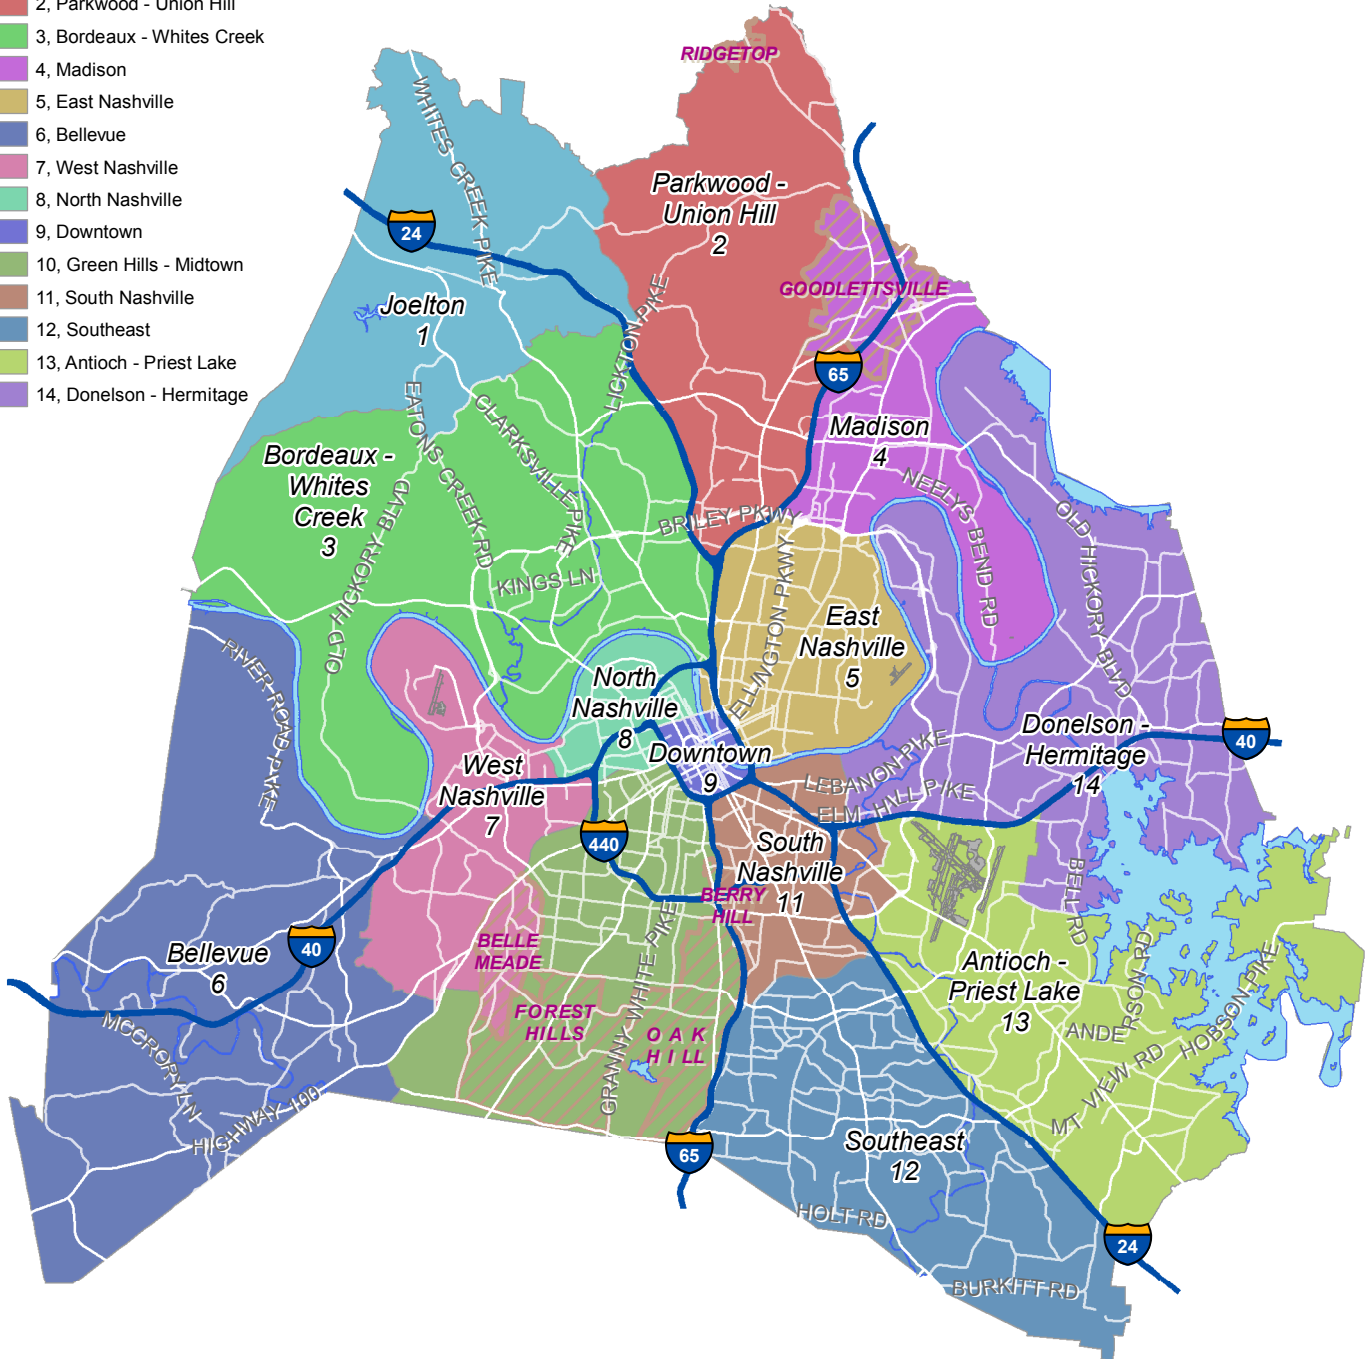 2, Parkwood - Union Hill
3, Bordeaux - Whites Creek
4, Madison
5, East Nashville
6, Bellevue
7, West Nashville
8, North Nashville
9, Downtown
10, Green Hills - Midtown
11, South Nashville
12, Southeast
13, Antioch - Priest Lake
14, Donelson - Hermitage
RIDGETOP
WHITES CREEK PIKE
Parkwood -
Union Hill
2
24
GOODLETTSVILLE
Joelton
1
LICKTON PIKE
65
EATONS CREEK RD
CLARKSVILLE PIKE
Madison
4
Bordeaux -
Whites
Creek
3
NEELYS BEND RD
OLD HICKORY BLVD
OLD HICKORY BLVD
BRILEY PKWY
KINGS LN
ELLINGTON PKWY
East
Nashville
5
RIVER ROAD PIKE
North
Nashville
8
Donelson -
Hermitage
14
40
Downtown
9
West
Nashville
7
LEBANON PIKE
ELM HILL PIKE
440
South
Nashville
11
BERRY
HILL
BELL RD
BELLE
MEADE
GRANNY WHITE PIKE
40
Bellevue
6
Antioch -
Priest Lake
13
ANDERSON RD
HOBSON PIKE
FOREST
HILLS
OAK
HILL
MCCRORY LN
HIGHWAY 100
MT VIEW RD
65
Southeast
12
HOLT RD
24
BURKITT RD